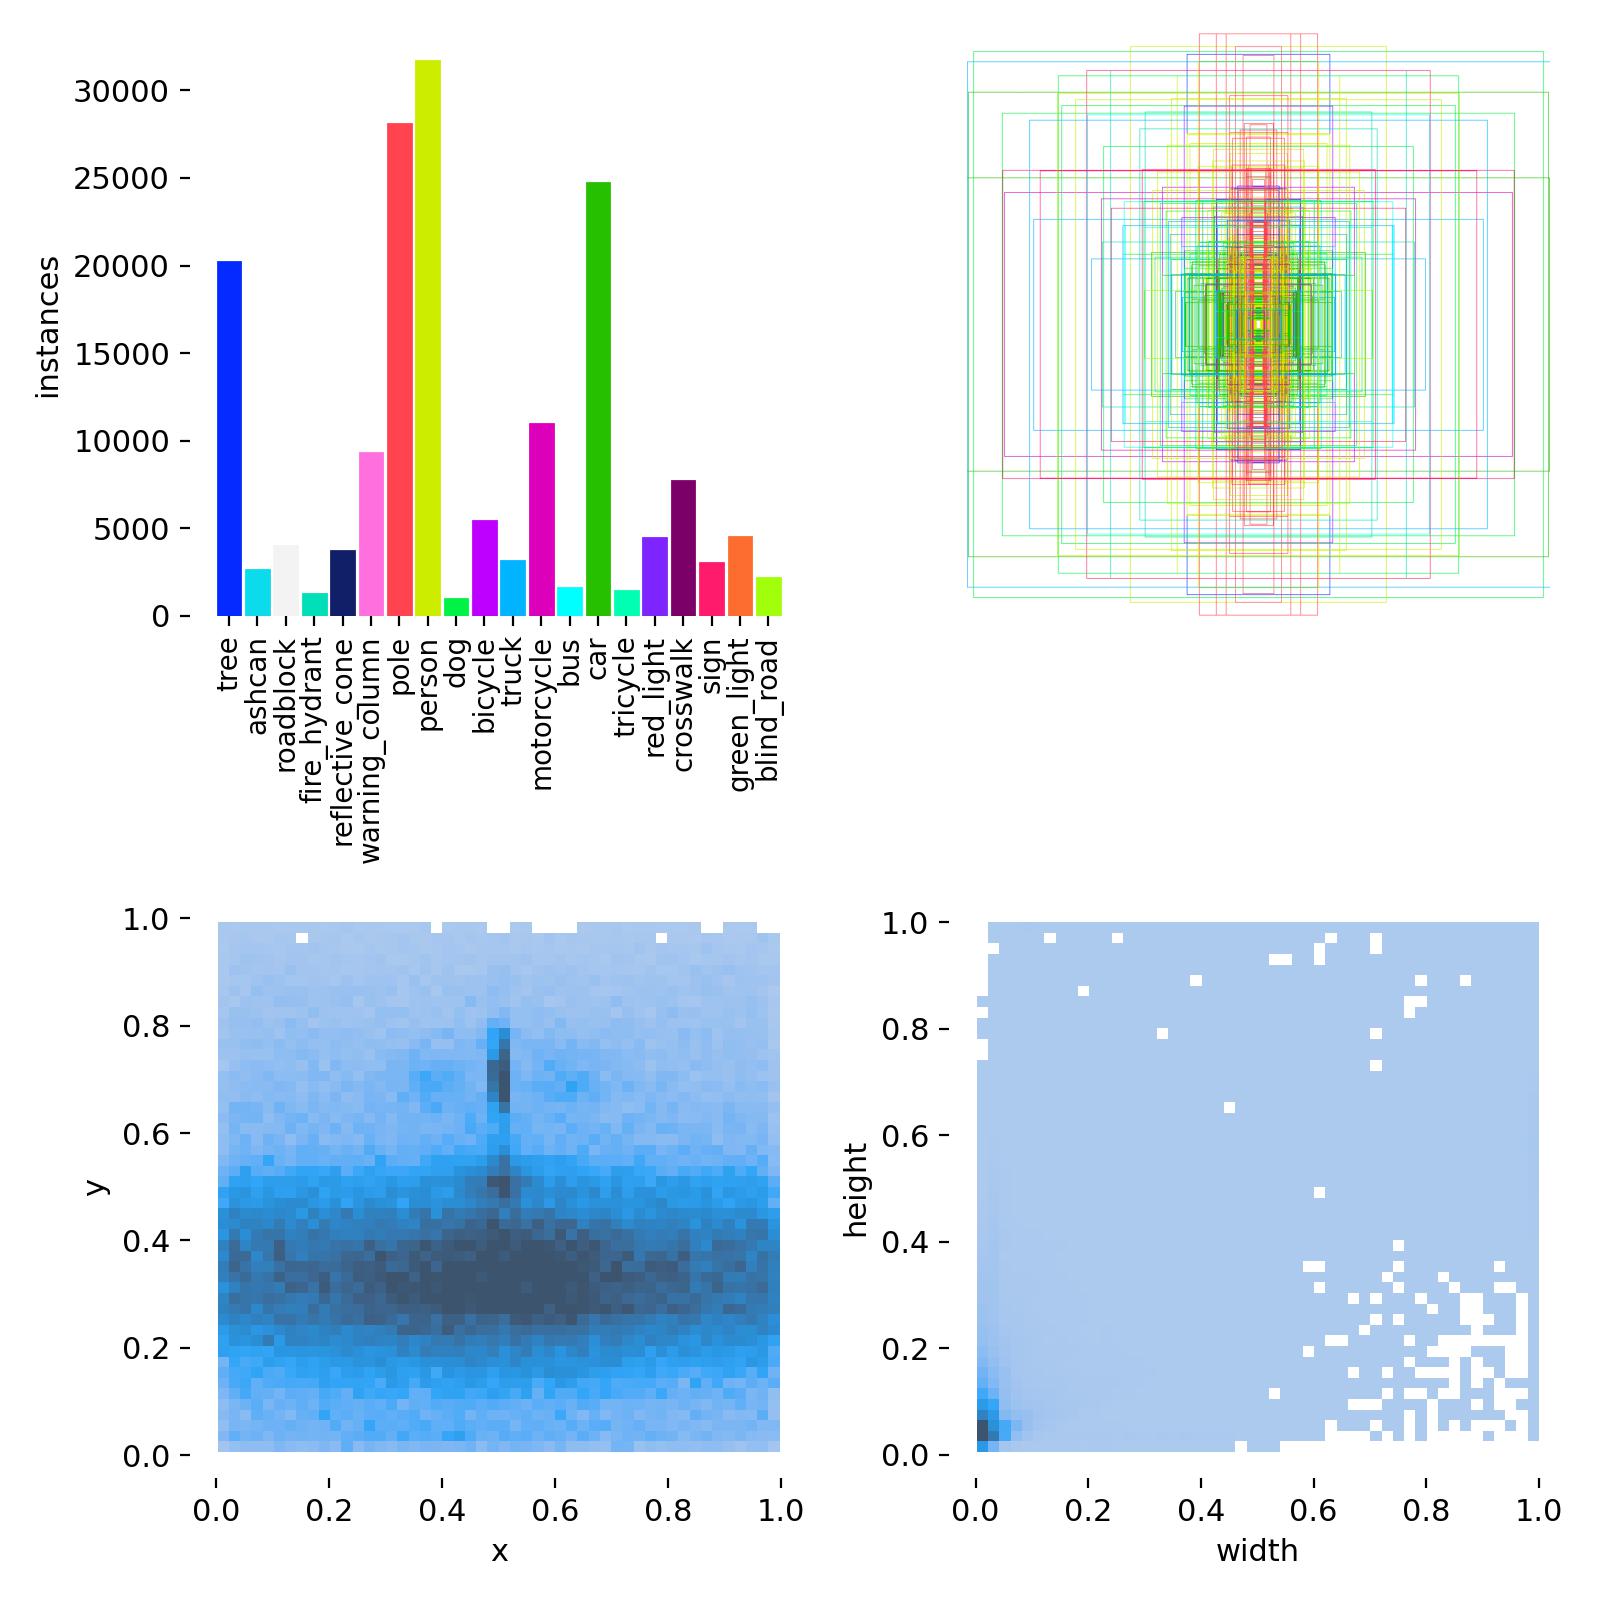 instances
30000
25000
20000
15000
10000
5000
0
tree
ashcan
roadblock
fire_hydrant
reflective_cone
warning_column
pole
person
dog
bicycle
truck
motorcycle
bus
car
tricycle
red_light
crosswalk
sign
green_light
blind_road
y
1.0
0.8
0.6
0.4
0.2
0.0
0.0 0.2 0.4 0.6 0.8 1.0
x
height
1.0
0.8
0.6
0.4
0.2
0.0
0.0 0.2 0.4 0.6 0.8 1.0
width